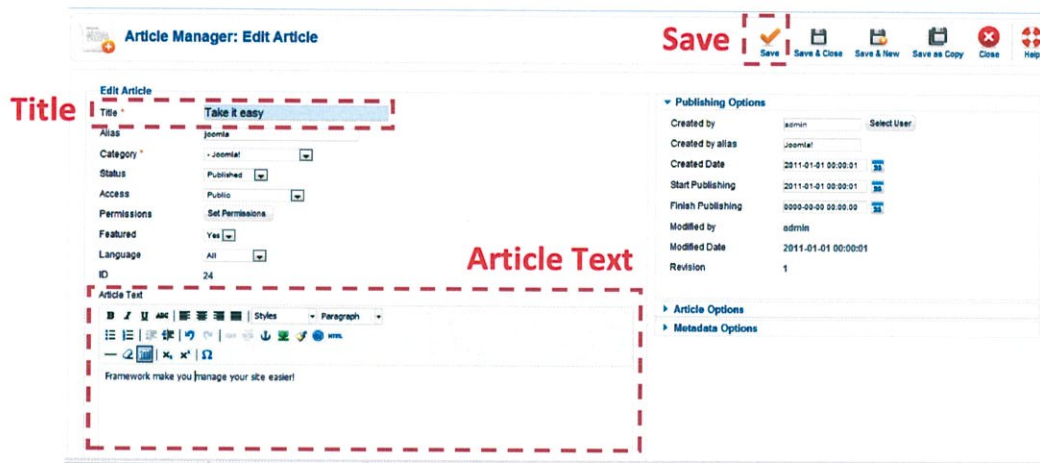 Article Manager: Edit Article
Save
Save
Save & Close
Save & New
Save as Copy
Close
Help
Edit Article
Title
Title *
Take it easy
Alias
joomla
Category *
- Joomla!
Status
Published
Access
Public
Permissions
Set Permissions
Featured
Yes
Language
All
ID
24
Article Text
Article Text
B I U ABC Styles Paragraph
HTML
Ω
Framework make you manage your site easier!
Publishing Options
Created by
admin
Select User
Created by alias
Joomla!
Created Date
2011-01-01 00:00:01
Start Publishing
2011-01-01 00:00:01
Finish Publishing
0000-00-00 00:00:00
Modified by
admin
Modified Date
2011-01-01 00:00:01
Revision
1
Article Options
Metadata Options